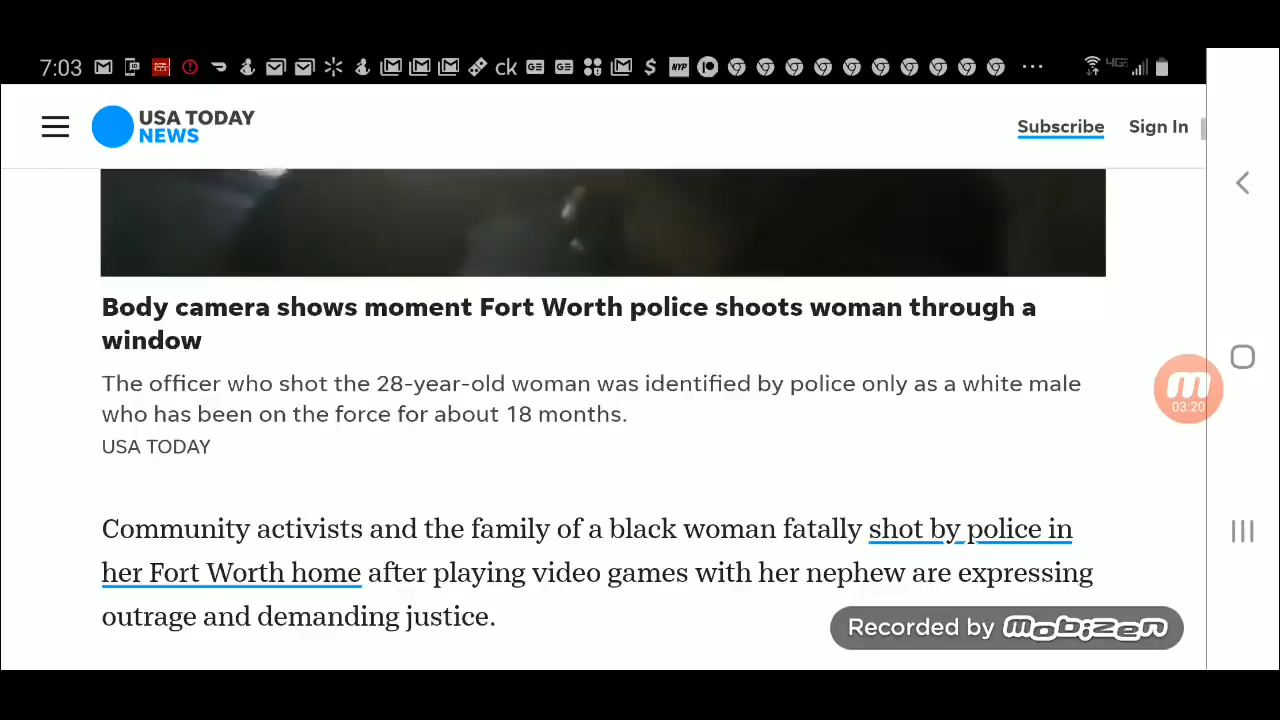 7:03 ck $ NYP 4GE ...
USA TODAY
NEWS
Subscribe Sign In
Body camera shows moment Fort Worth police shoots woman through a
window
The officer who shot the 28-year-old woman was identified by police only as a white male
who has been on the force for about 18 months.
USA TODAY
03:20
Community activists and the family of a black woman fatally shot by police in
her Fort Worth home after playing video games with her nephew are expressing
outrage and demanding justice.
Recorded by mobizen